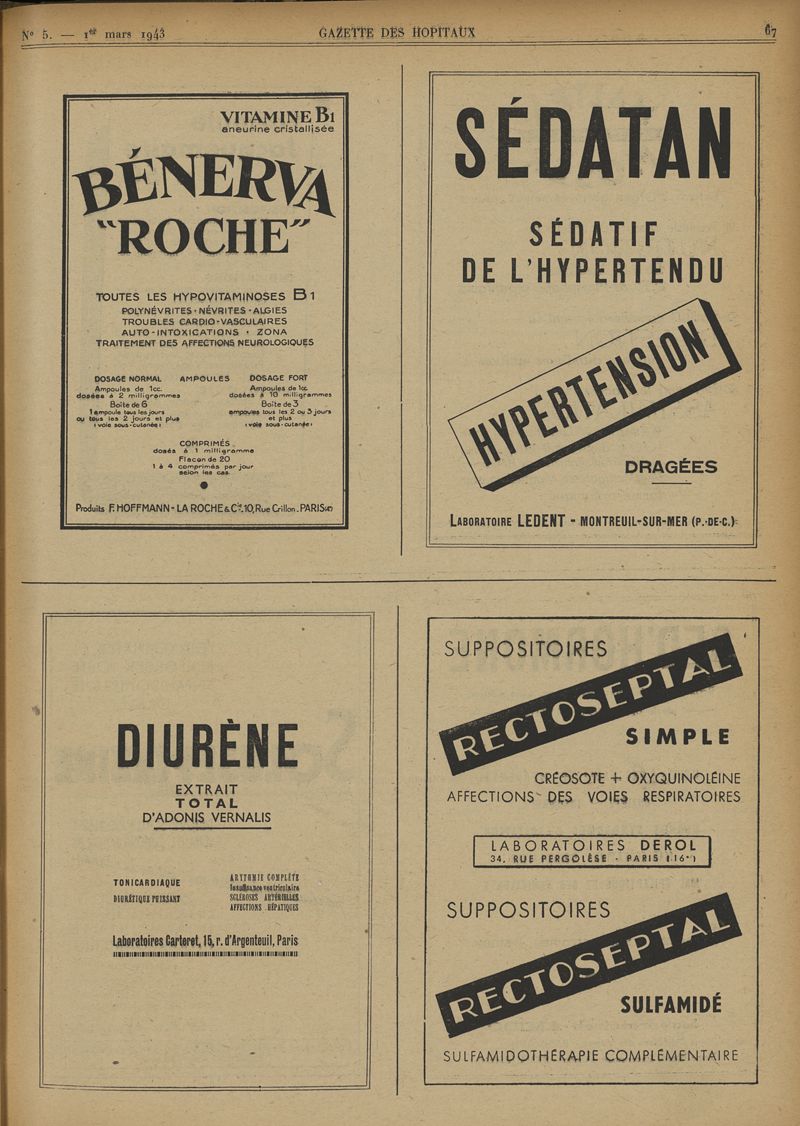 N° 5. — 1er mars 1943
GAZETTE DES HOPITAUX
67
VITAMINE B1
aneurine cristallisée
BÉNERVA
"ROCHE"
TOUTES LES HYPOVITAMINOSES B1
POLYNÉVRITES - NÉVRITES - ALGIES
TROUBLES CARDIO-VASCULAIRES
AUTO-INTOXICATIONS - ZONA
TRAITEMENT DES AFFECTIONS NEUROLOGIQUES
AMPOULES
DOSAGE NORMAL
Ampoules de 1cc.
dosées à 2 milligrammes
Boîte de 6
1 ampoule tous les jours
ou tous les 2 jours et plus
(voie sous-cutanée)
DOSAGE FORT
Ampoules de 1cc
dosées à 10 milligrammes
Boîte de 3
ampoules tous les 2 ou 3 jours
et plus
(voie sous-cutanée)
COMPRIMÉS
dosés à 1 milligramme
Flacon de 20
1 à 4 comprimés par jour
selon les cas.
Produits F. HOFFMANN-LA ROCHE & Cie. 10, Rue Crillon. PARIS (4e)
SÉDATAN
SÉDATIF
DE L'HYPERTENDU
HYPERTENSION
DRAGÉES
LABORATOIRE LEDENT - MONTREUIL-SUR-MER (P.-DE-C.)
DIURÈNE
EXTRAIT
TOTAL
D'ADONIS VERNALIS
TONICARDIAQUE
DIURÉTIQUE PUISSANT
ARYTHMIE COMPLÈTE
Insuffisance ventriculaire
SCLÉROSES ARTÉRIELLES
AFFECTIONS HÉPATIQUES
Laboratoires Carteret, 15, r. d'Argenteuil, Paris
SUPPOSITOIRES
RECTOSEPTAL
SIMPLE
CRÉOSOTE + OXYQUINOLÉINE
AFFECTIONS DES VOIES RESPIRATOIRES
LABORATOIRES DEROL
34, RUE PERGOLÈSE - PARIS (16e)
SUPPOSITOIRES
RECTOSEPTAL
SULFAMIDÉ
SULFAMIDOTHÉRAPIE COMPLÉMENTAIRE